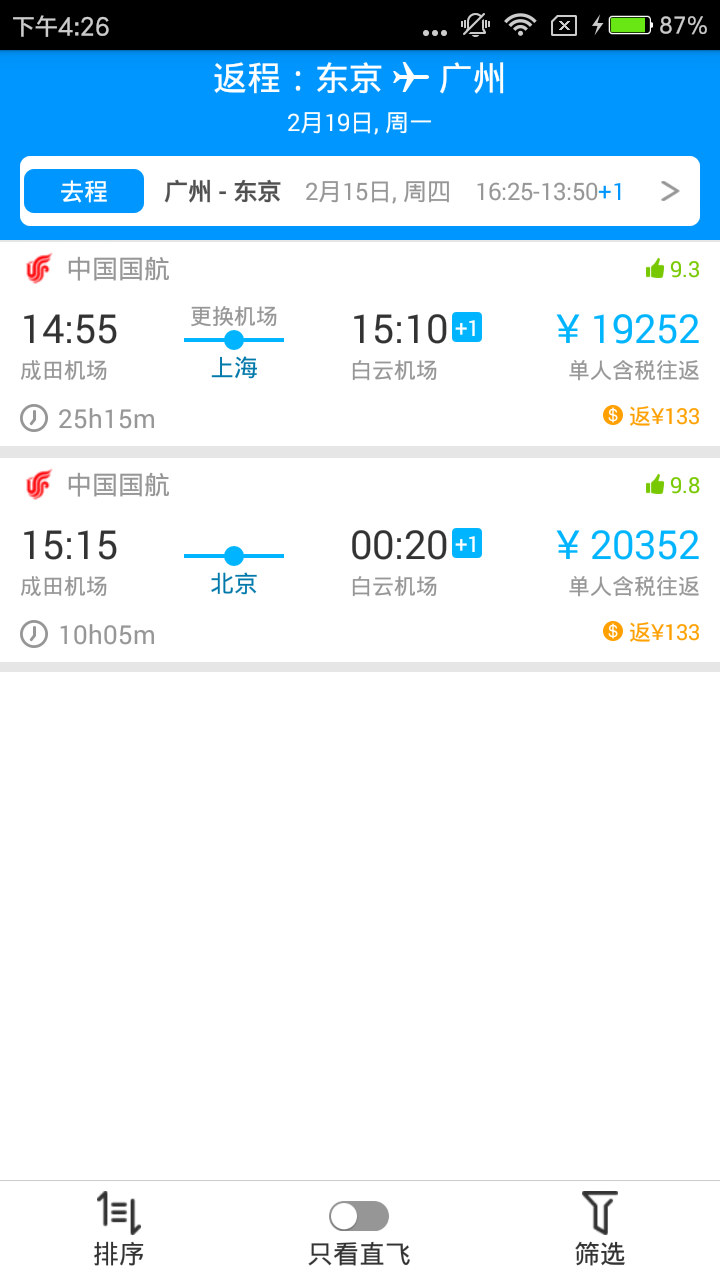 下午4:26 87%
返程：东京 广州
2月19日, 周一
去程 广州 - 东京 2月15日, 周四 16:25-13:50+1
中国国航 9.3
更换机场
14:55 15:10 +1 ¥ 19252
成田机场 上海 白云机场 单人含税往返
25h15m 返¥133
中国国航 9.8
15:15 00:20 +1 ¥ 20352
成田机场 北京 白云机场 单人含税往返
10h05m 返¥133
排序 只看直飞 筛选